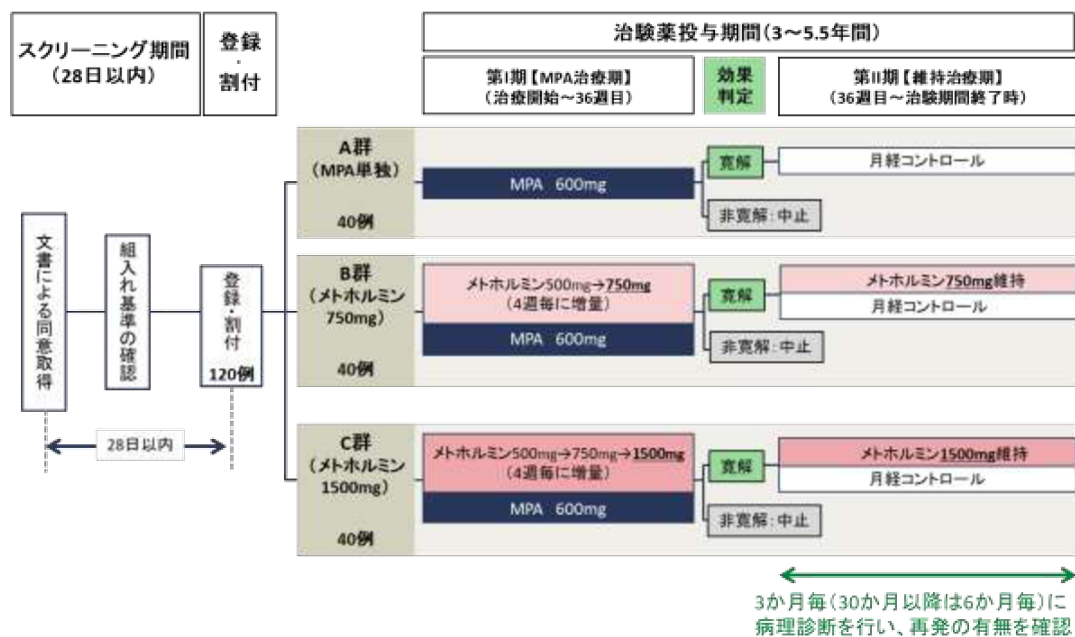 スクリーニング期間
(28日以内)
登録
・
割付
治験薬投与期間(3～5.5年間)
第I期【MPA治療期】
(治療開始～36週目)
効果
判定
第II期【維持治療期】
(36週目～治験期間終了時)
文書による同意取得
組入れ基準の確認
登録・割付
120例
28日以内
A群
(MPA単独)
40例
MPA 600mg
寛解
月経コントロール
非寛解:中止
B群
(メトホルミン
750mg)
40例
メトホルミン500mg→750mg
(4週毎に増量)
MPA 600mg
寛解
メトホルミン750mg維持
月経コントロール
非寛解:中止
C群
(メトホルミン
1500mg)
40例
メトホルミン500mg→750mg→1500mg
(4週毎に増量)
MPA 600mg
寛解
メトホルミン1500mg維持
月経コントロール
非寛解:中止
3か月毎(30か月以降は6か月毎)に
病理診断を行い、再発の有無を確認